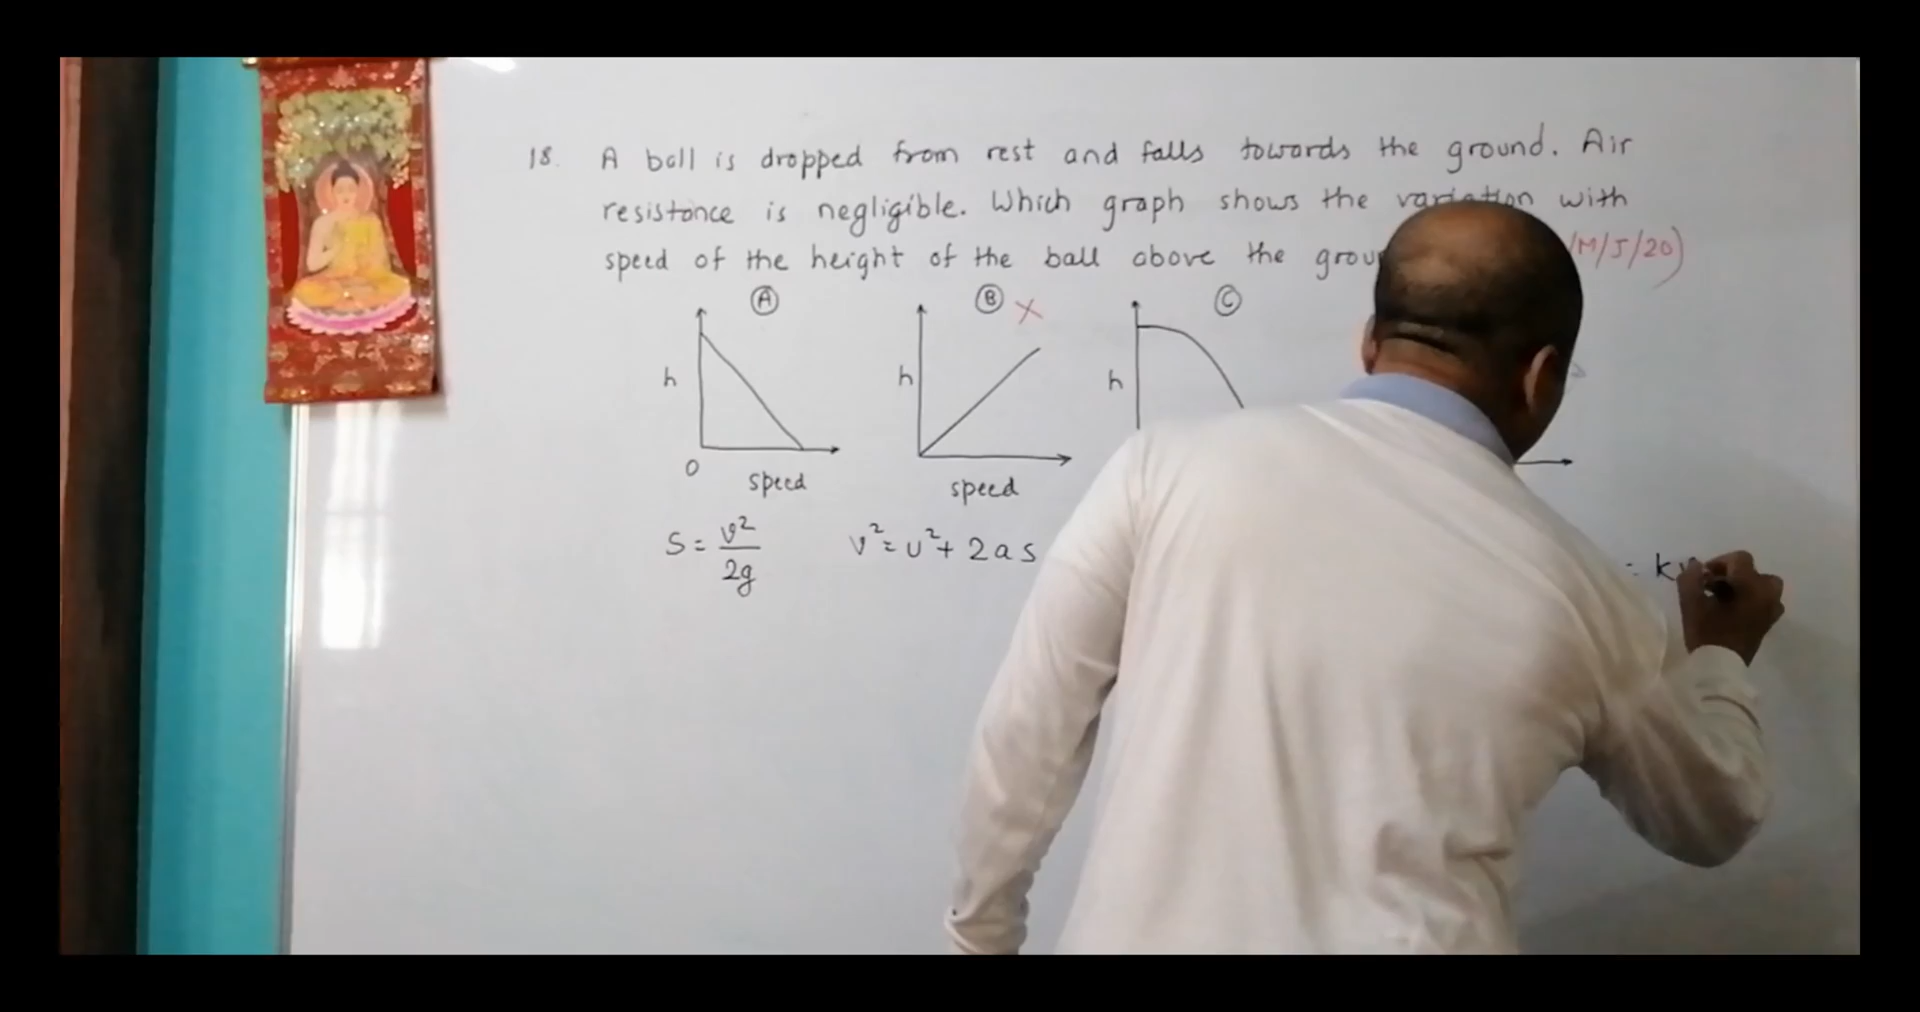 18. A ball is dropped from rest and falls towards the ground. Air
resistance is negligible. Which graph shows the variation with
speed of the height of the ball above the /M/J/20)
A B X C
h h h
0 speed speed
S = v²/2g v² = u² + 2as = k